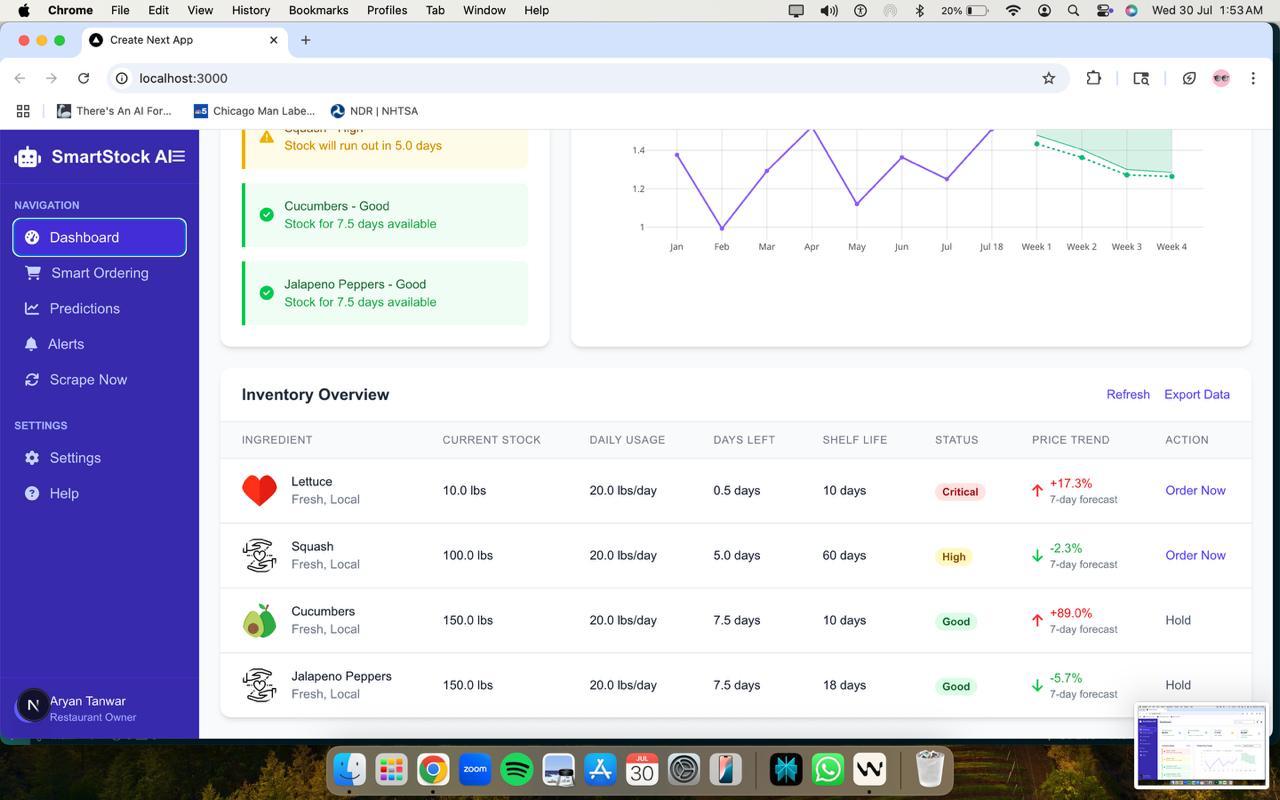 Chrome File Edit View History Bookmarks Profiles Tab Window Help 20% Wed 30 Jul 1:53 AM
Create Next App
localhost:3000
There's An AI For... Chicago Man Labe... NDR | NHTSA
SmartStock AI
NAVIGATION
Dashboard
Smart Ordering
Predictions
Alerts
Scrape Now
SETTINGS
Settings
Help
N Aryan Tanwar
Restaurant Owner
Squash - High
Stock will run out in 5.0 days
Cucumbers - Good
Stock for 7.5 days available
Jalapeno Peppers - Good
Stock for 7.5 days available
1.4
1.2
1
Jan Feb Mar Apr May Jun Jul Jul 18 Week 1 Week 2 Week 3 Week 4
Inventory Overview Refresh Export Data
INGREDIENT CURRENT STOCK DAILY USAGE DAYS LEFT SHELF LIFE STATUS PRICE TREND ACTION
Lettuce
Fresh, Local
10.0 lbs 20.0 lbs/day 0.5 days 10 days Critical
+17.3%
7-day forecast
Order Now
Squash
Fresh, Local
100.0 lbs 20.0 lbs/day 5.0 days 60 days High
-2.3%
7-day forecast
Order Now
Cucumbers
Fresh, Local
150.0 lbs 20.0 lbs/day 7.5 days 10 days Good
+89.0%
7-day forecast
Hold
Jalapeno Peppers
Fresh, Local
150.0 lbs 20.0 lbs/day 7.5 days 18 days Good
-5.7%
7-day forecast
Hold
zoom
JUL
30